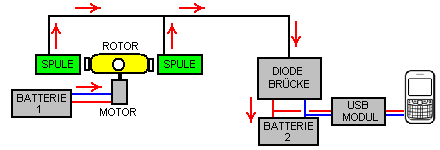 ROTOR
SPULE
SPULE
BATTERIE
1
MOTOR
DIODE
BRÜCKE
BATTERIE
2
USB
MODUL